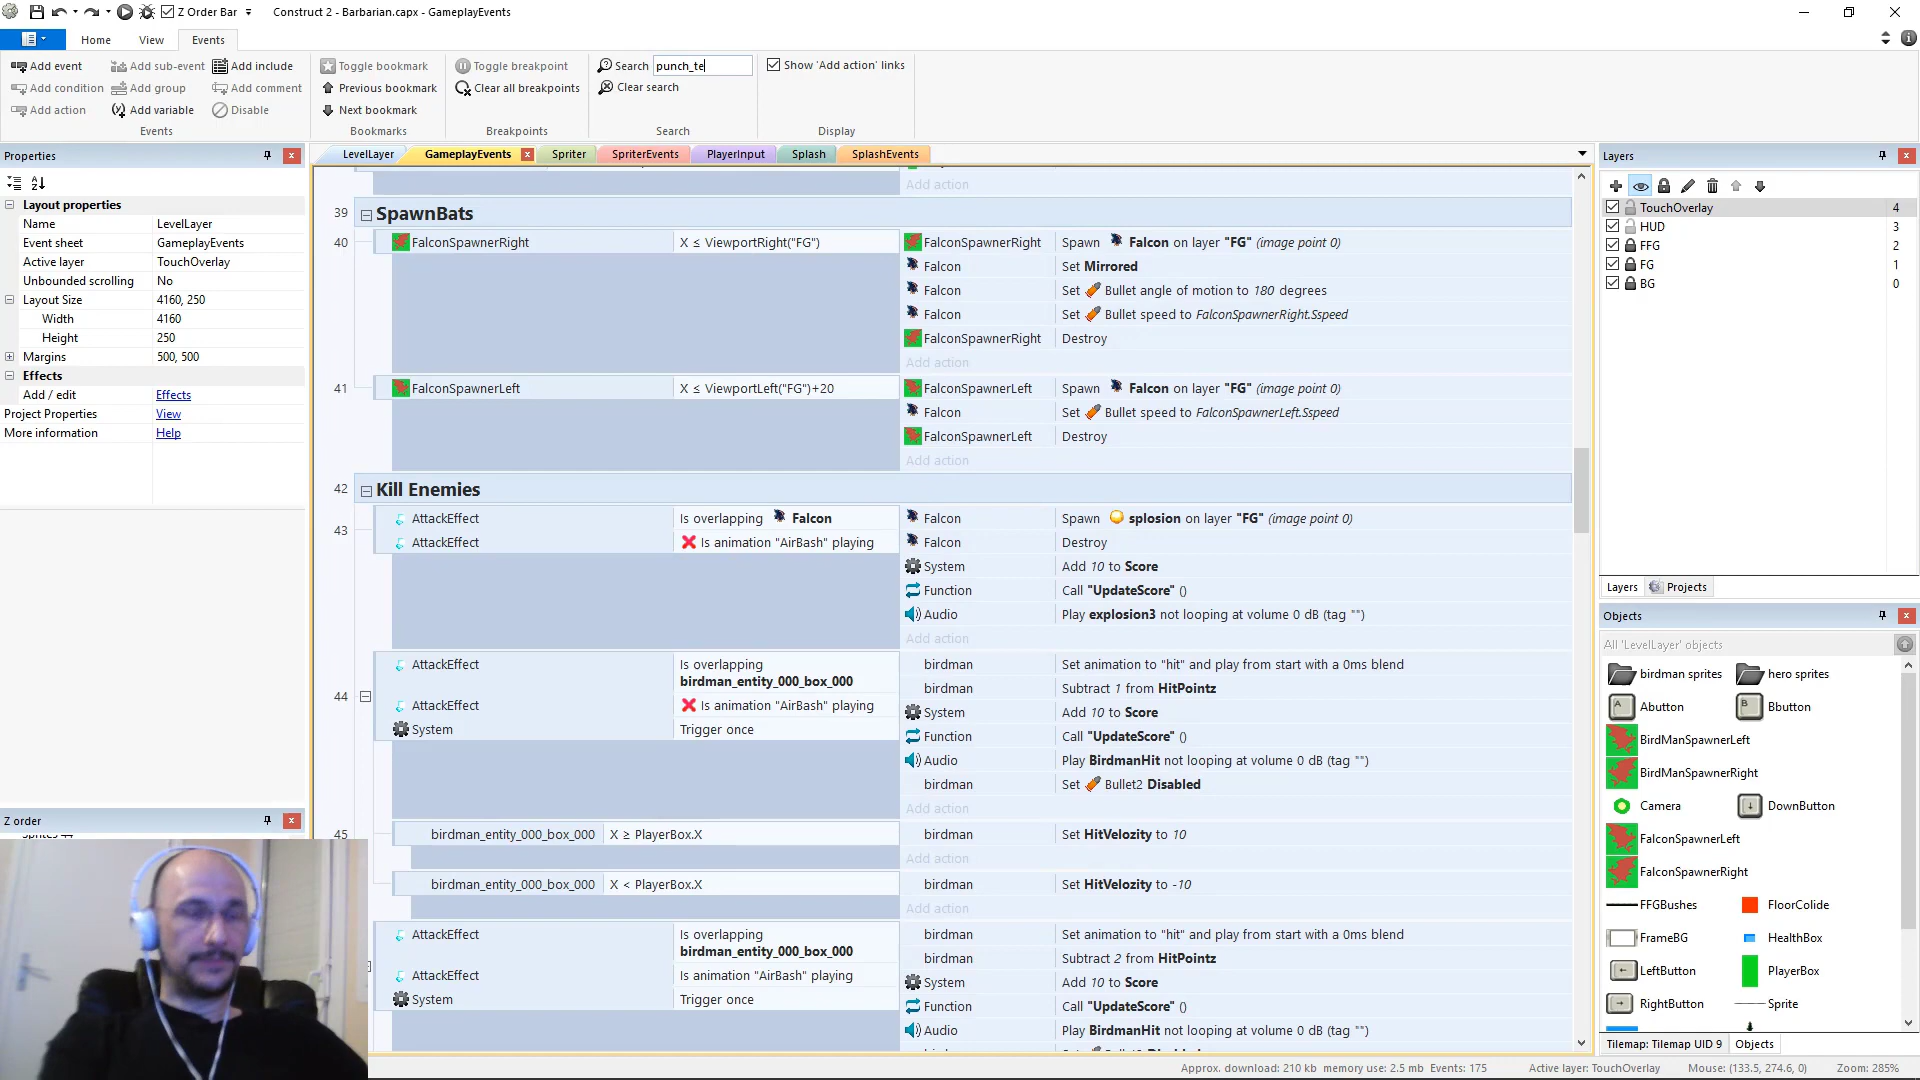 Z Order Bar
Construct 2 - Barbarian.capx - GameplayEvents
Home View Events
Add event Add sub-event Add include
Add condition Add group Add comment
Add action Add variable Disable
Events
Toggle bookmark
Previous bookmark
Next bookmark
Bookmarks
Toggle breakpoint
Clear all breakpoints
Breakpoints
Search punch_te
Clear search
Search
Show 'Add action' links
Display
Properties
Layout properties
Name LevelLayer
Event sheet GameplayEvents
Active layer TouchOverlay
Unbounded scrolling No
Layout Size 4160, 250
Width 4160
Height 250
Margins 500, 500
Effects
Add / edit Effects
Project Properties View
More information Help
Z order
LevelLayer GameplayEvents Spriter SpriterEvents PlayerInput Splash SplashEvents
Add action
39 SpawnBats
40 FalconSpawnerRight X ≤ ViewportRight("FG") FalconSpawnerRight Spawn Falcon on layer "FG" (image point 0)
Falcon Set Mirrored
Falcon Set Bullet angle of motion to 180 degrees
Falcon Set Bullet speed to FalconSpawnerRight.Sspeed
FalconSpawnerRight Destroy
Add action
41 FalconSpawnerLeft X ≤ ViewportLeft("FG")+20 FalconSpawnerLeft Spawn Falcon on layer "FG" (image point 0)
Falcon Set Bullet speed to FalconSpawnerLeft.Sspeed
FalconSpawnerLeft Destroy
Add action
42 Kill Enemies
43 AttackEffect Is overlapping Falcon Falcon Spawn splosion on layer "FG" (image point 0)
AttackEffect Is animation "AirBash" playing Falcon Destroy
System Add 10 to Score
Function Call "UpdateScore" ()
Audio Play explosion3 not looping at volume 0 dB (tag "")
Add action
44 AttackEffect Is overlapping birdman_entity_000_box_000 birdman Set animation to "hit" and play from start with a 0ms blend
birdman Subtract 1 from HitPointz
AttackEffect Is animation "AirBash" playing System Add 10 to Score
System Trigger once Function Call "UpdateScore" ()
Audio Play BirdmanHit not looping at volume 0 dB (tag "")
birdman Set Bullet2 Disabled
Add action
45 birdman_entity_000_box_000 X ≥ PlayerBox.X birdman Set HitVelozity to 10
Add action
birdman_entity_000_box_000 X < PlayerBox.X birdman Set HitVelozity to -10
Add action
AttackEffect Is overlapping birdman_entity_000_box_000 birdman Set animation to "hit" and play from start with a 0ms blend
birdman Subtract 2 from HitPointz
AttackEffect Is animation "AirBash" playing System Add 10 to Score
System Trigger once Function Call "UpdateScore" ()
Audio Play BirdmanHit not looping at volume 0 dB (tag "")
Layers
TouchOverlay 4
HUD 3
FFG 2
FG 1
BG 0
Layers Projects
Objects
All 'LevelLayer' objects
birdman sprites hero sprites
Abutton Bbutton
BirdManSpawnerLeft
BirdManSpawnerRight
Camera DownButton
FalconSpawnerLeft
FalconSpawnerRight
FFGBushes FloorColide
FrameBG HealthBox
LeftButton PlayerBox
RightButton Sprite
Tilemap: Tilemap UID 9 Objects
Approx. download: 210 kb memory use: 2.5 mb Events: 175 Active layer: TouchOverlay Mouse: (133.5, 274.6, 0) Zoom: 285%